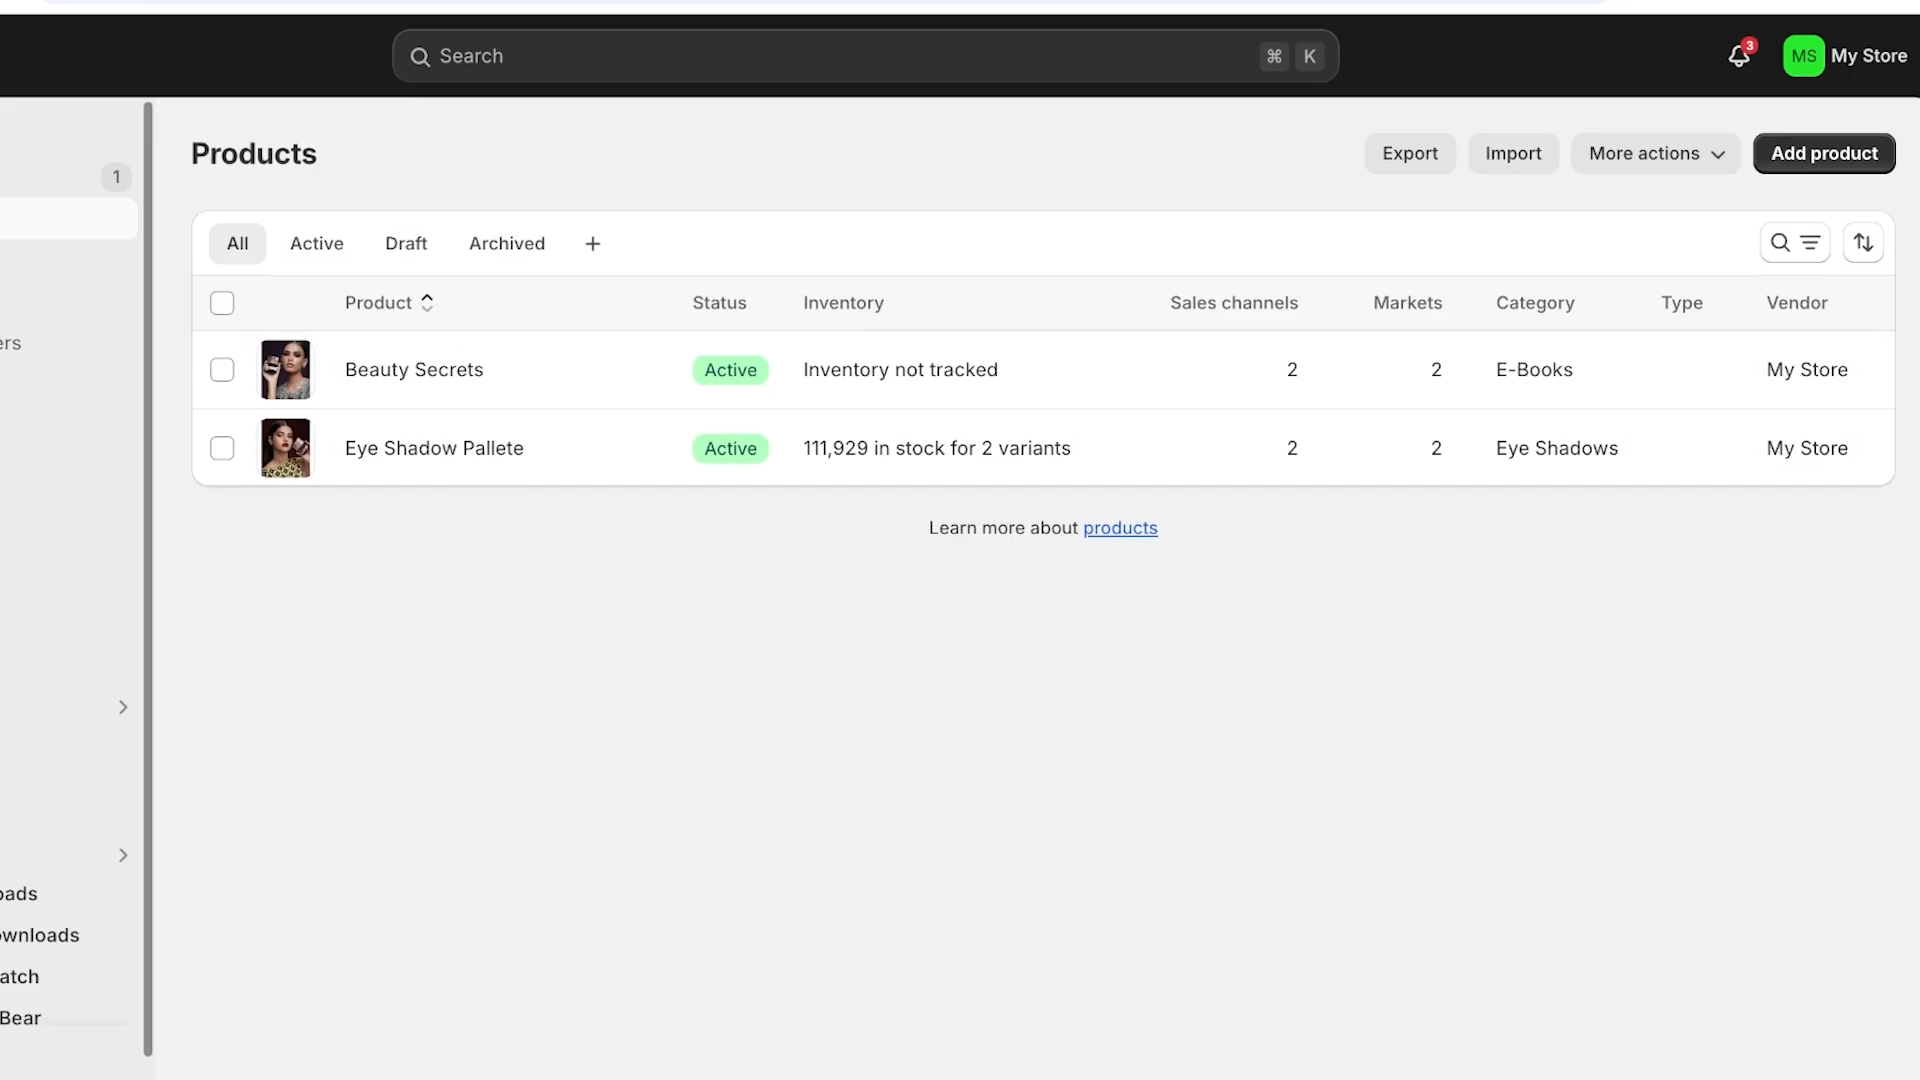 Search ⌘ K 3 MS My Store
1
Products Export Import More actions Add product
All Active Draft Archived +
Product Status Inventory Sales channels Markets Category Type Vendor
ers
Beauty Secrets Active Inventory not tracked 2 2 E-Books My Store
Eye Shadow Pallete Active 111,929 in stock for 2 variants 2 2 Eye Shadows My Store
Learn more about products
oads
ownloads
atch
Bear